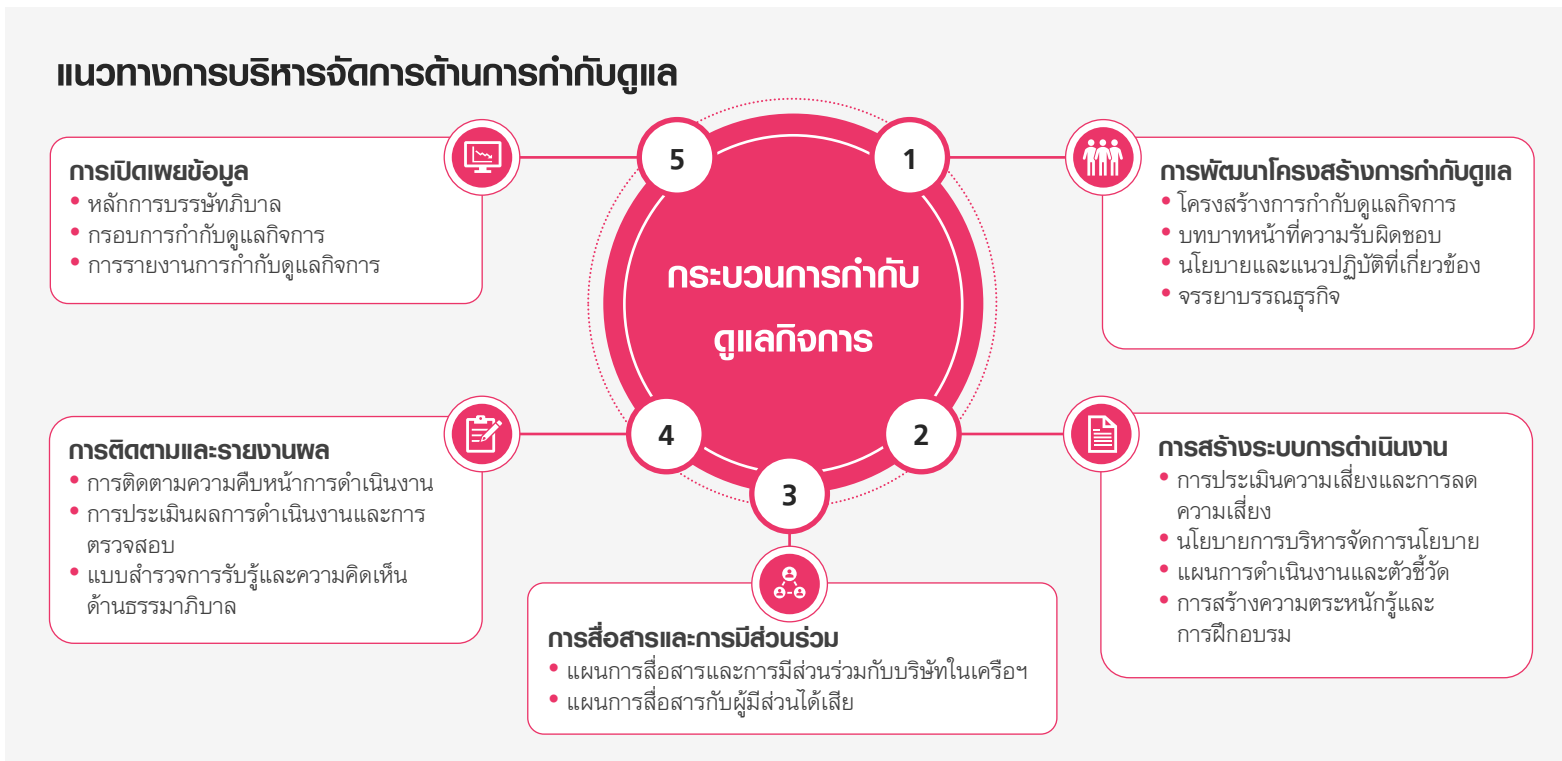 แนวทางการบริหารจัดการด้านการกำกับดูแล
กระบวนการกำกับ
ดูแลกิจการ
1
การพัฒนาโครงสร้างการกำกับดูแล
• โครงสร้างการกำกับดูแลกิจการ
• บทบาทหน้าที่ความรับผิดชอบ
• นโยบายและแนวปฏิบัติที่เกี่ยวข้อง
• จรรยาบรรณธุรกิจ
2
การสร้างระบบการดำเนินงาน
• การประเมินความเสี่ยงและการลด
ความเสี่ยง
• นโยบายการบริหารจัดการนโยบาย
• แผนการดำเนินงานและตัวชี้วัด
• การสร้างความตระหนักรู้และ
การฝึกอบรม
3
การสื่อสารและการมีส่วนร่วม
• แผนการสื่อสารและการมีส่วนร่วมกับบริษัทในเครือฯ
• แผนการสื่อสารกับผู้มีส่วนได้เสีย
4
การติดตามและรายงานผล
• การติดตามความคืบหน้าการดำเนินงาน
• การประเมินผลการดำเนินงานและการ
ตรวจสอบ
• แบบสำรวจการรับรู้และความคิดเห็น
ด้านธรรมาภิบาล
5
การเปิดเผยข้อมูล
• หลักการบรรษัทภิบาล
• กรอบการกำกับดูแลกิจการ
• การรายงานการกำกับดูแลกิจการ